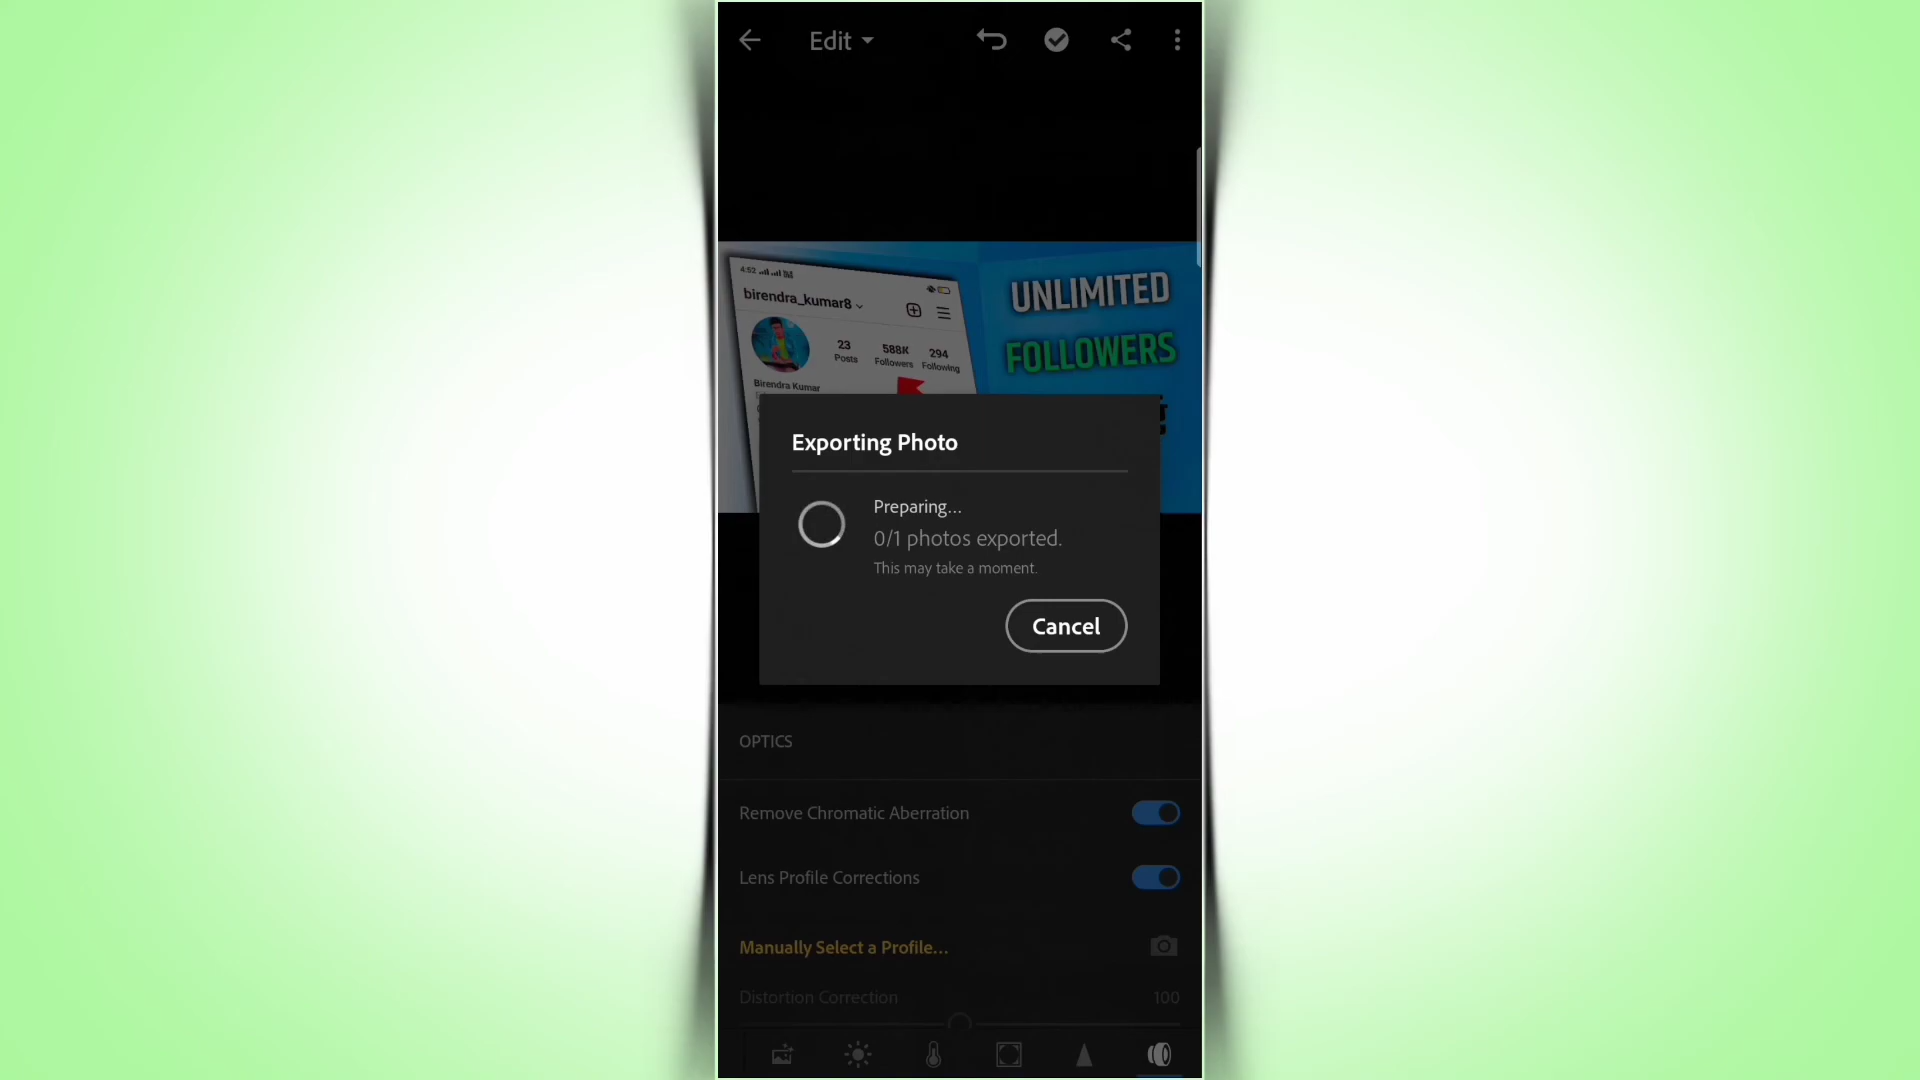 Edit
4:52
birendra_kumar8
23
Posts
588K
Followers
294
Following
Birendra Kumar
UNLIMITED
FOLLOWERS
Exporting Photo
Preparing...
0/1 photos exported.
This may take a moment.
Cancel
OPTICS
Remove Chromatic Aberration
Lens Profile Corrections
Manually Select a Profile...
Distortion Correction
100